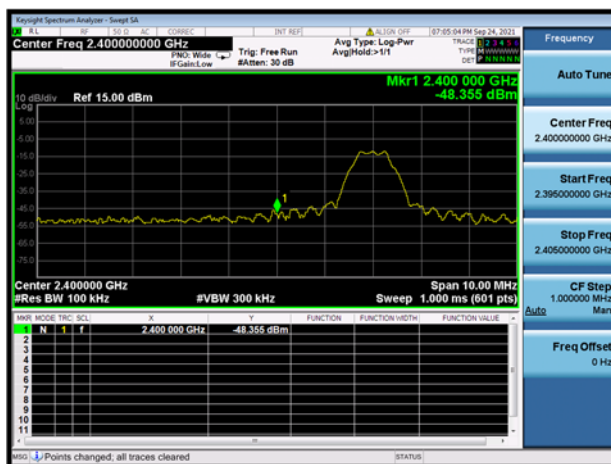 Keysight Spectrum Analyzer - Swept SA
RL RF 50 Ω AC CORREC INT REF ALIGN OFF 07:05:04 PM Sep 24, 2021
Center Freq 2.400000000 GHz
PNO: Wide
IFGain:Low
Trig: Free Run
#Atten: 30 dB
Avg Type: Log-Pwr
Avg|Hold:>1/1
TRACE 1 2 3 4 5 6
TYPE M
DET P N N N N N
Mkr1 2.400 000 GHz
-48.355 dBm
10 dB/div Ref 15.00 dBm
Log
5.00
-5.00
-15.0
-25.0
-35.0
-45.0
-55.0
-65.0
-75.0
1
Center 2.400000 GHz Span 10.00 MHz
#Res BW 100 kHz #VBW 300 kHz Sweep 1.000 ms (601 pts)
MKR MODE TRC SCL X Y FUNCTION FUNCTION WIDTH FUNCTION VALUE
1 N 1 f 2.400 000 GHz -48.355 dBm
2
3
4
5
6
7
8
9
10
11
MSG Points changed; all traces cleared STATUS
Frequency
Auto Tune
Center Freq
2.400000000 GHz
Start Freq
2.395000000 GHz
Stop Freq
2.405000000 GHz
CF Step
1.000000 MHz
Auto Man
Freq Offset
0 Hz